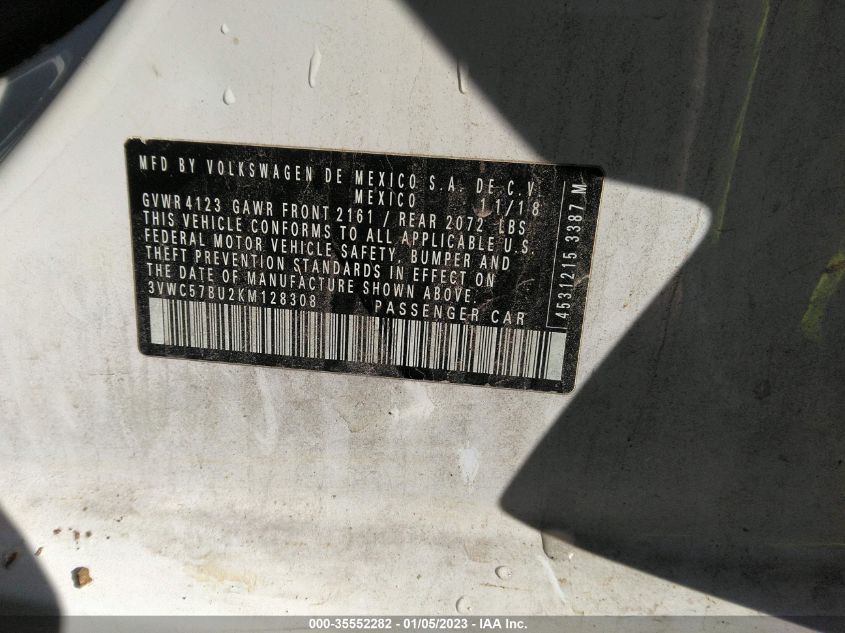 MFD BY VOLKSWAGEN DE MEXICO S.A. DE C.V.
MEXICO 11/18
GVWR 4123 GAWR FRONT 2161 / REAR 2072 LBS
THIS VEHICLE CONFORMS TO ALL APPLICABLE U.S.
FEDERAL MOTOR VEHICLE SAFETY, BUMPER AND
THEFT PREVENTION STANDARDS IN EFFECT ON
THE DATE OF MANUFACTURE SHOWN ABOVE.
3VWC57BU2KM128308 PASSENGER CAR
4531215 3387 M
000-35552282 - 01/05/2023 - IAA Inc.